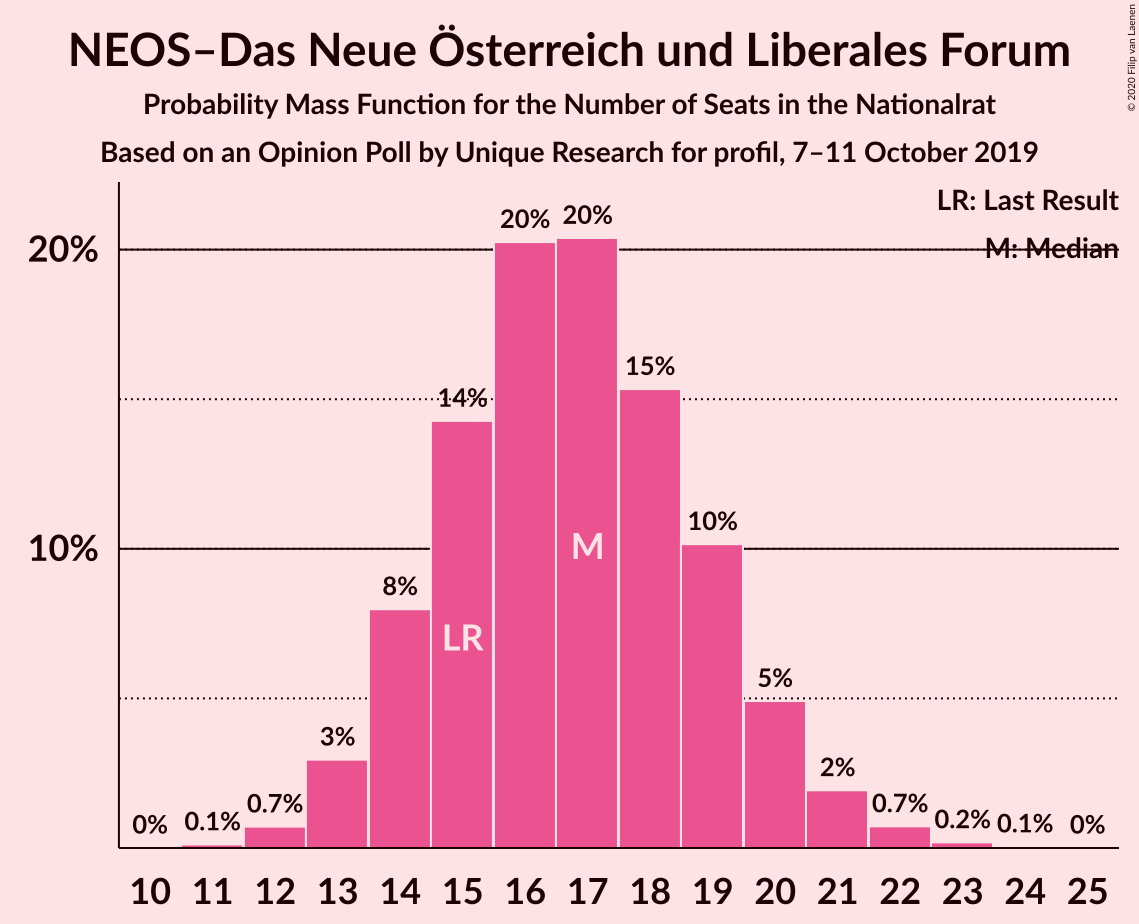 NEOS–Das Neue Österreich und Liberales Forum
Probability Mass Function for the Number of Seats in the Nationalrat
Based on an Opinion Poll by Unique Research for profil, 7–11 October 2019
© 2020 Filip van Laenen
LR: Last Result
M: Median
20%
10%
0%
0.1%
0.7%
3%
8%
14%
20%
20%
15%
10%
5%
2%
0.7%
0.2%
0.1%
0%
LR
M
10 11 12 13 14 15 16 17 18 19 20 21 22 23 24 25